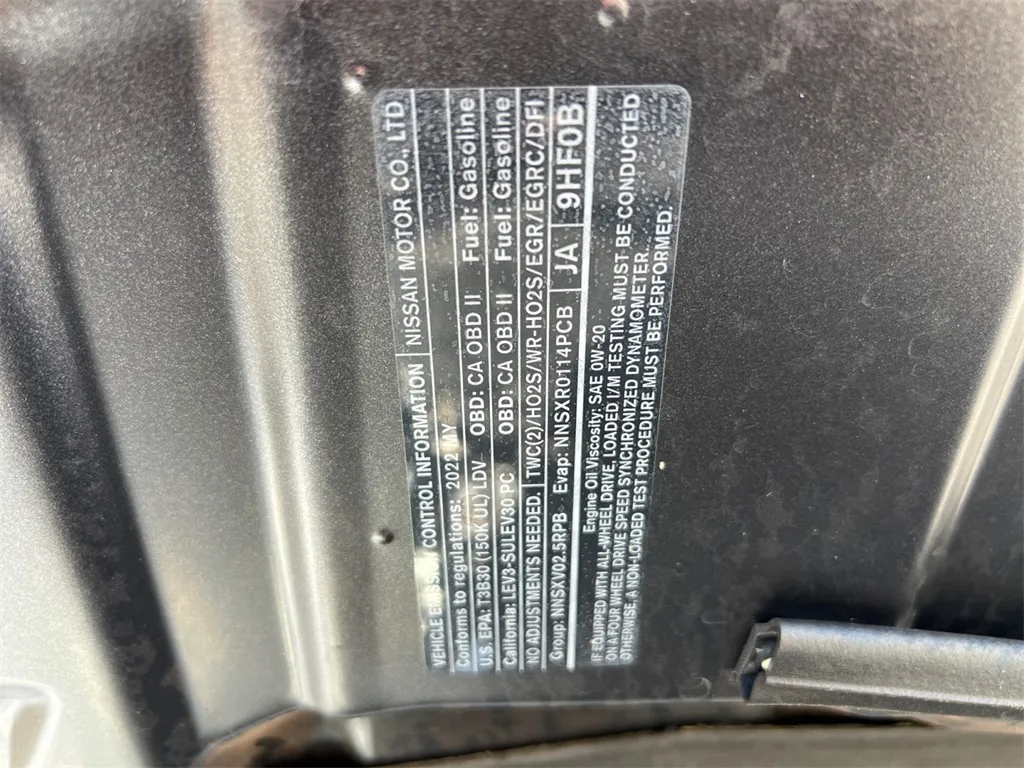 VEHICLE EMISSION CONTROL INFORMATION NISSAN MOTOR CO., LTD
Conforms to regulations: 2022 MY
U.S. EPA: T3B30 (150K UL) LDV OBD: CA OBD II Fuel: Gasoline
California: LEV3-SULEV30 PC OBD: CA OBD II Fuel: Gasoline
NO ADJUSTMENTS NEEDED. TWC(2)/HO2S/WR-HO2S/EGR/EGRC/DFI
Group: NNSXV02.5RPB Evap: NNSXR0114PCB JA 9HF0B
Engine Oil Viscosity: SAE 0W-20
IF EQUIPPED WITH ALL-WHEEL DRIVE, LOADED I/M TESTING MUST BE CONDUCTED
ON A FOUR WHEEL DRIVE SPEED SYNCHRONIZED DYNAMOMETER.
OTHERWISE, A NON-LOADED TEST PROCEDURE MUST BE PERFORMED.